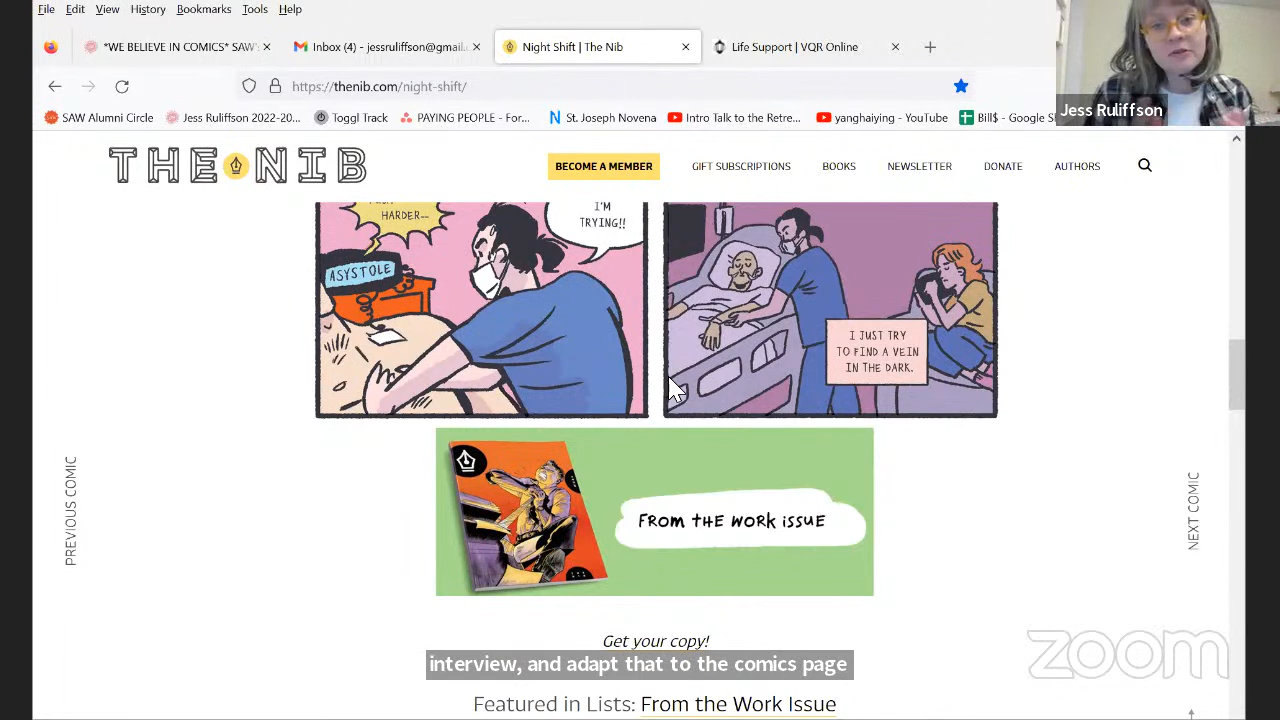 File Edit View History Bookmarks Tools Help
*WE BELIEVE IN COMICS* SAW'S
Inbox (4) - jessruliffson@gmail.
Night Shift | The Nib
Life Support | VQR Online
https://thenib.com/night-shift/
SAW Alumni Circle
Jess Ruliffson 2022-202...
Toggl Track
PAYING PEOPLE - For...
St. Joseph Novena
Intro Talk to the Retre...
yanghaiying - YouTube
Bill$ - Google
Jess Ruliffson
THE NIB
BECOME A MEMBER
GIFT SUBSCRIPTIONS
BOOKS
NEWSLETTER
DONATE
AUTHORS
HARDER--
I'M
TRYING!!
ASYSTOLE
I JUST TRY
TO FIND A VEIN
IN THE DARK.
PREVIOUS COMIC
NEXT COMIC
FROM THE WORK ISSUE
Get your copy!
interview, and adapt that to the comics page
Featured in Lists: From the Work Issue
zoom